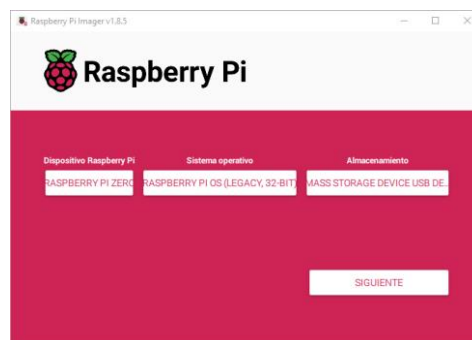 Raspberry Pi Imager v1.8.5
Raspberry Pi
Dispositivo Raspberry Pi Sistema operativo Almacenamiento
RASPBERRY PI ZERO RASPBERRY PI OS (LEGACY, 32-BIT) MASS STORAGE DEVICE USB DE...
SIGUIENTE